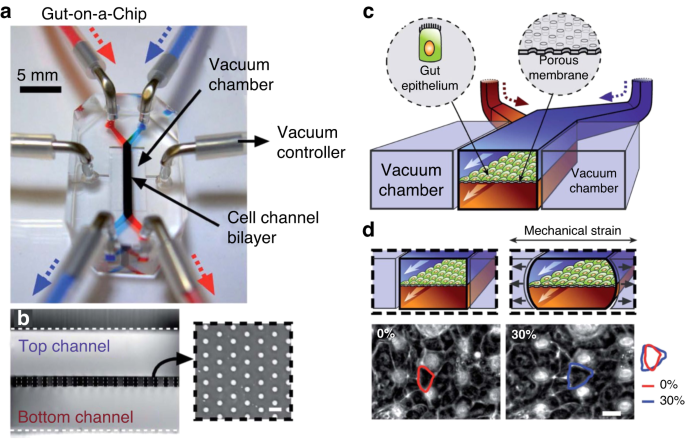 a
Gut-on-a-Chip
5 mm
Vacuum
chamber
Vacuum
controller
Cell channel
bilayer
b
Top channel
Bottom channel
c
Gut
epithelium
Porous
membrane
Vacuum
chamber
Vacuum
chamber
d
Mechanical strain
0%
30%
0%
30%